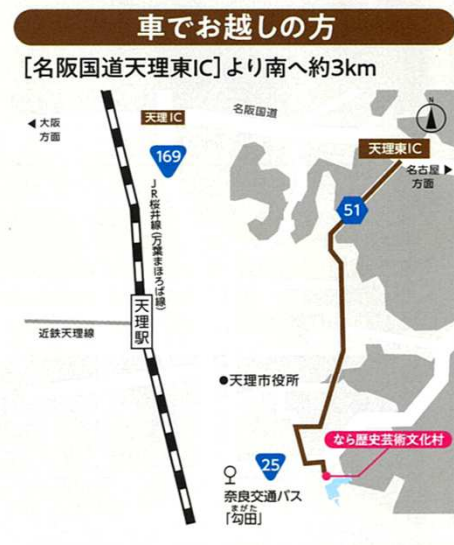 車でお越しの方
[名阪国道天理東IC]より南へ約3km
◀大阪
方面
天理IC
名阪国道
N
天理東IC
名古屋▶
方面
169
51
JR桜井線(万葉まほろば線)
天理駅
近鉄天理線
●天理市役所
なら歴史芸術文化村
25
奈良交通バス
まがた
「勾田」